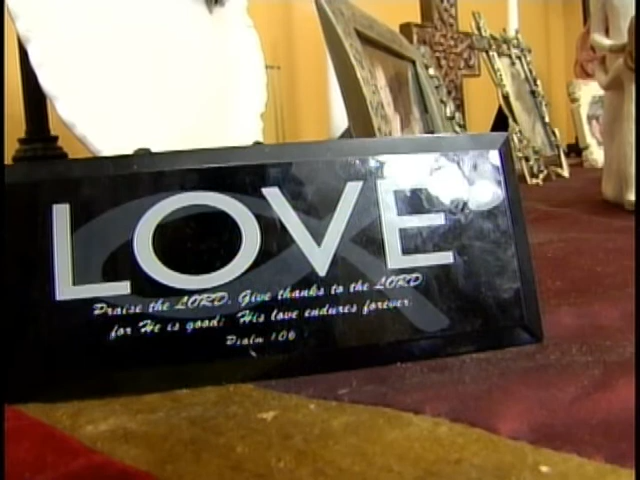 LOVE
Praise the LORD. Give thanks to the LORD
for He is good; His love endures forever.
Psalm 106